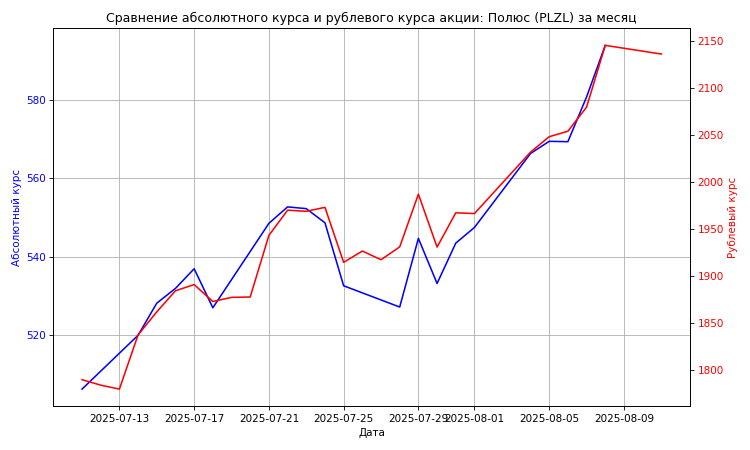 Сравнение абсолютного курса и рублевого курса акции: Полюс (PLZL) за месяц
Абсолютный курс
580
560
540
520
2150
2100
2050
2000
1950
1900
1850
1800
Рублевый курс
2025-07-13 2025-07-17 2025-07-21 2025-07-25 2025-07-29 2025-08-01 2025-08-05 2025-08-09
Дата